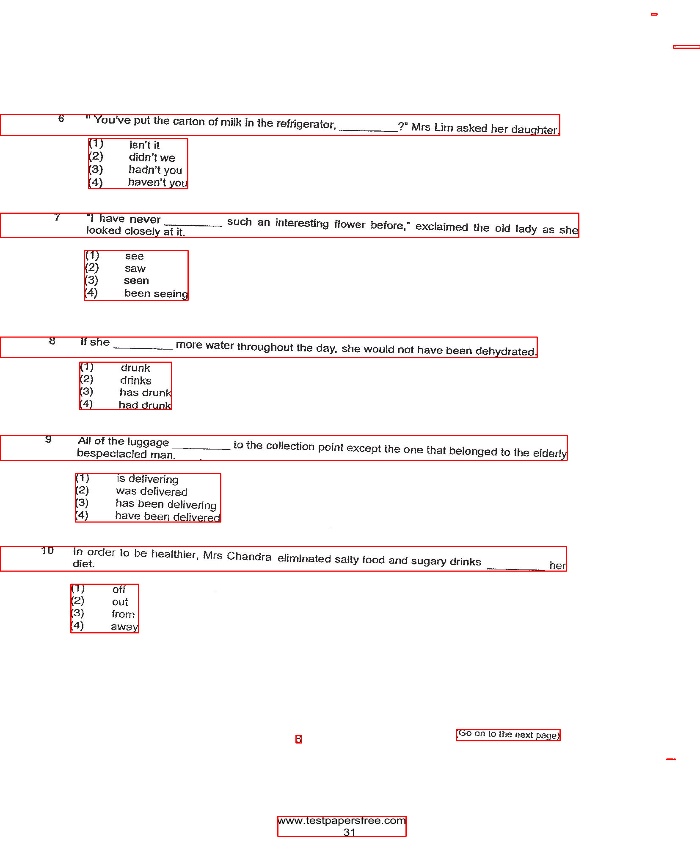 6 " You've put the carton of milk in the refrigerator, __________?" Mrs Lim asked her daughter.
(1) isn't it
(2) didn't we
(3) hadn't you
(4) haven't you
7 "I have never __________ such an interesting flower before," exclaimed the old lady as she
looked closely at it.
(1) see
(2) saw
(3) seen
(4) been seeing
8 If she __________ more water throughout the day, she would not have been dehydrated.
(1) drunk
(2) drinks
(3) has drunk
(4) had drunk
9 All of the luggage __________ to the collection point except the one that belonged to the elderly
bespectacled man.
(1) is delivering
(2) was delivered
(3) has been delivering
(4) have been delivered
10 In order to be healthier, Mrs Chandra eliminated salty food and sugary drinks __________ her
diet.
(1) off
(2) out
(3) from
(4) away
(Go on to the next page)
www.testpapersfree.com
31